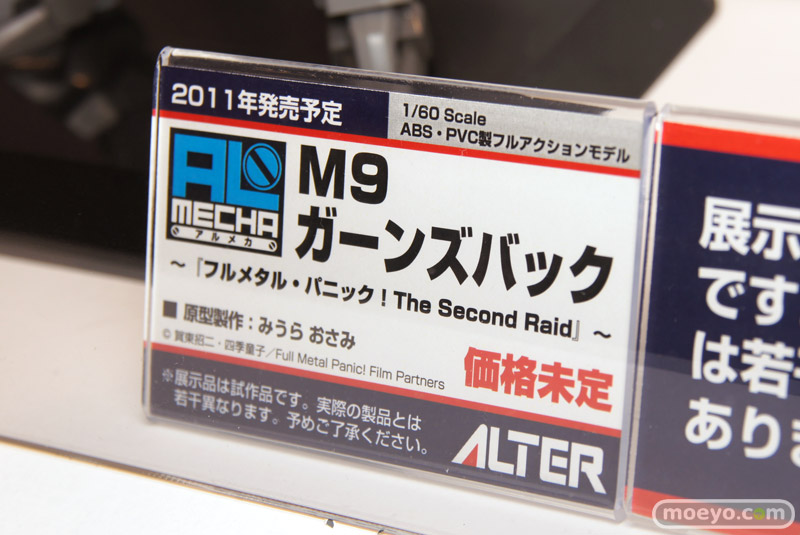 2011年発売予定
1/60 Scale
ABS・PVC製フルアクションモデル
ALMECHA
アルメカ
M9
ガーンズバック
～『フルメタル・パニック！The Second Raid』～
■ 原型製作：みうら おさみ
© 賀東招二・四季童子/Full Metal Panic! Film Partners
価格未定
※展示品は試作品です。実際の製品とは
若干異なります。予めご了承ください。
ALTER
展示
です
は若
あり
moeyo.com